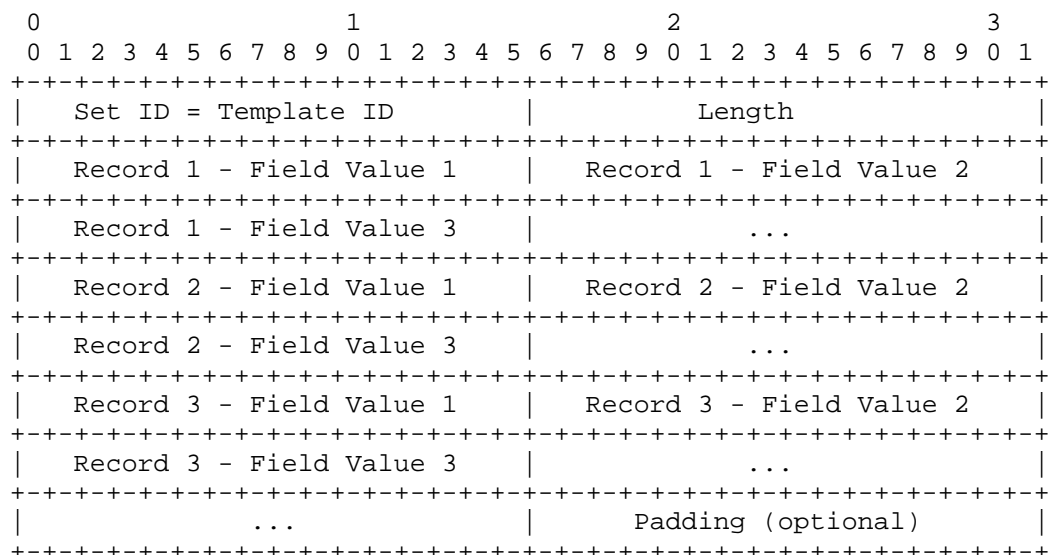 0                   1                   2                   3
 0 1 2 3 4 5 6 7 8 9 0 1 2 3 4 5 6 7 8 9 0 1 2 3 4 5 6 7 8 9 0 1
+-+-+-+-+-+-+-+-+-+-+-+-+-+-+-+-+-+-+-+-+-+-+-+-+-+-+-+-+-+-+-+-+
|   Set ID = Template ID        |          Length               |
+-+-+-+-+-+-+-+-+-+-+-+-+-+-+-+-+-+-+-+-+-+-+-+-+-+-+-+-+-+-+-+-+
|   Record 1 - Field Value 1    |   Record 1 - Field Value 2    |
+-+-+-+-+-+-+-+-+-+-+-+-+-+-+-+-+-+-+-+-+-+-+-+-+-+-+-+-+-+-+-+-+
|   Record 1 - Field Value 3    |             ...               |
+-+-+-+-+-+-+-+-+-+-+-+-+-+-+-+-+-+-+-+-+-+-+-+-+-+-+-+-+-+-+-+-+
|   Record 2 - Field Value 1    |   Record 2 - Field Value 2    |
+-+-+-+-+-+-+-+-+-+-+-+-+-+-+-+-+-+-+-+-+-+-+-+-+-+-+-+-+-+-+-+-+
|   Record 2 - Field Value 3    |             ...               |
+-+-+-+-+-+-+-+-+-+-+-+-+-+-+-+-+-+-+-+-+-+-+-+-+-+-+-+-+-+-+-+-+
|   Record 3 - Field Value 1    |   Record 3 - Field Value 2    |
+-+-+-+-+-+-+-+-+-+-+-+-+-+-+-+-+-+-+-+-+-+-+-+-+-+-+-+-+-+-+-+-+
|   Record 3 - Field Value 3    |             ...               |
+-+-+-+-+-+-+-+-+-+-+-+-+-+-+-+-+-+-+-+-+-+-+-+-+-+-+-+-+-+-+-+-+
|              ...              |      Padding (optional)       |
+-+-+-+-+-+-+-+-+-+-+-+-+-+-+-+-+-+-+-+-+-+-+-+-+-+-+-+-+-+-+-+-+